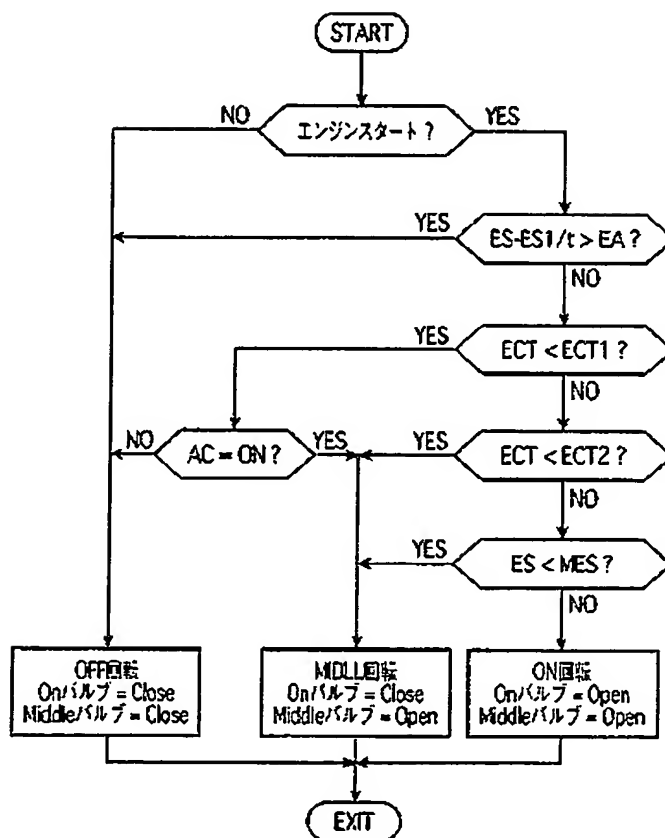 START
NO
YES
エンジンスタート?
YES
ES-ES1/t > EA ?
NO
YES
ECT < ECT1 ?
NO
NO
AC = ON ?
YES
YES
ECT < ECT2 ?
NO
YES
ES < MES ?
NO
OFF回転
Onバルブ = Close
Middleバルブ = Close
MIDLL回転
Onバルブ = Close
Middleバルブ = Open
ON回転
Onバルブ = Open
Middleバルブ = Open
EXIT